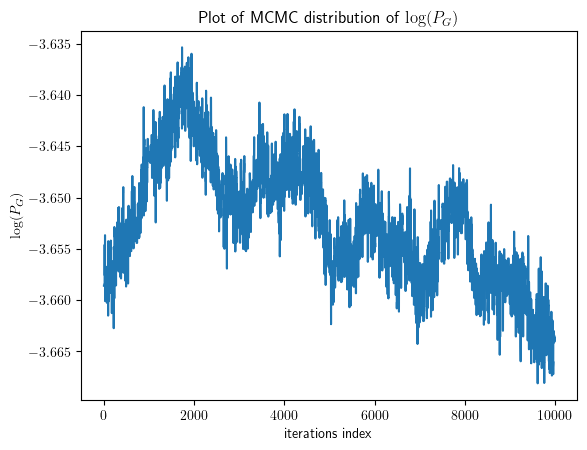 Plot of MCMC distribution of log(P_G)
−3.635
−3.640
−3.645
−3.650
−3.655
−3.660
−3.665
log(P_G)
0 2000 4000 6000 8000 10000
iterations index